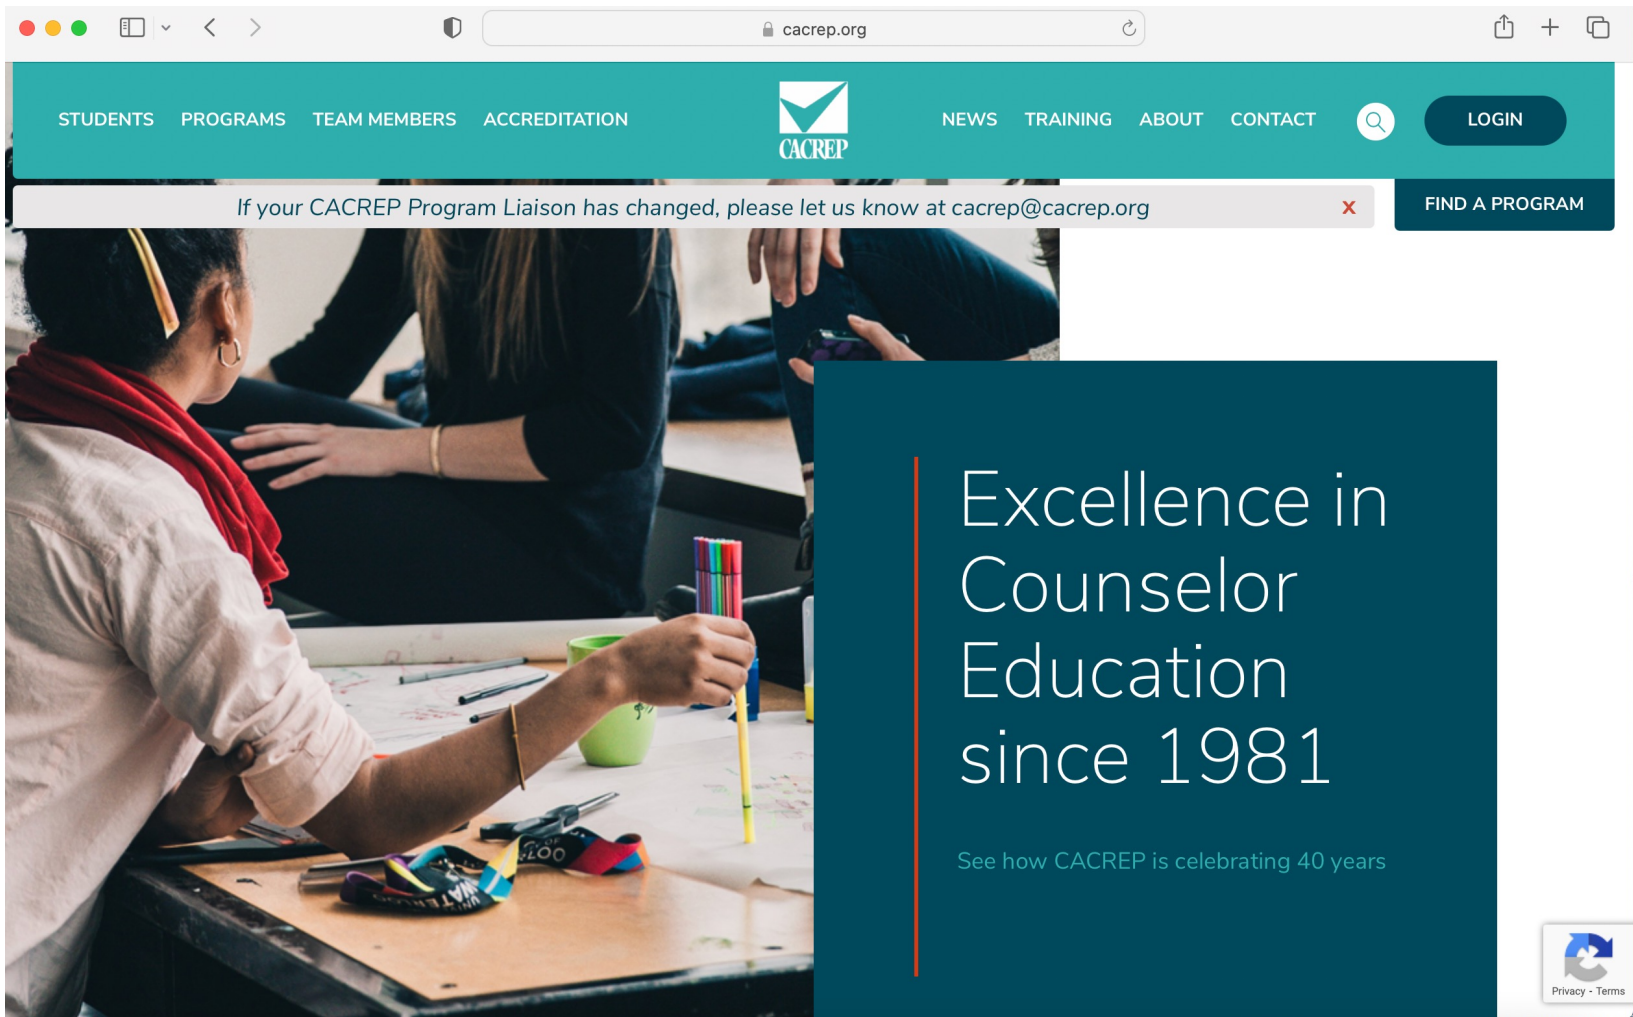 cacrep.org
STUDENTS PROGRAMS TEAM MEMBERS ACCREDITATION
CACREP
NEWS TRAINING ABOUT CONTACT
LOGIN
If your CACREP Program Liaison has changed, please let us know at cacrep@cacrep.org
x
FIND A PROGRAM
Excellence in
Counselor
Education
since 1981
See how CACREP is celebrating 40 years
Privacy - Terms